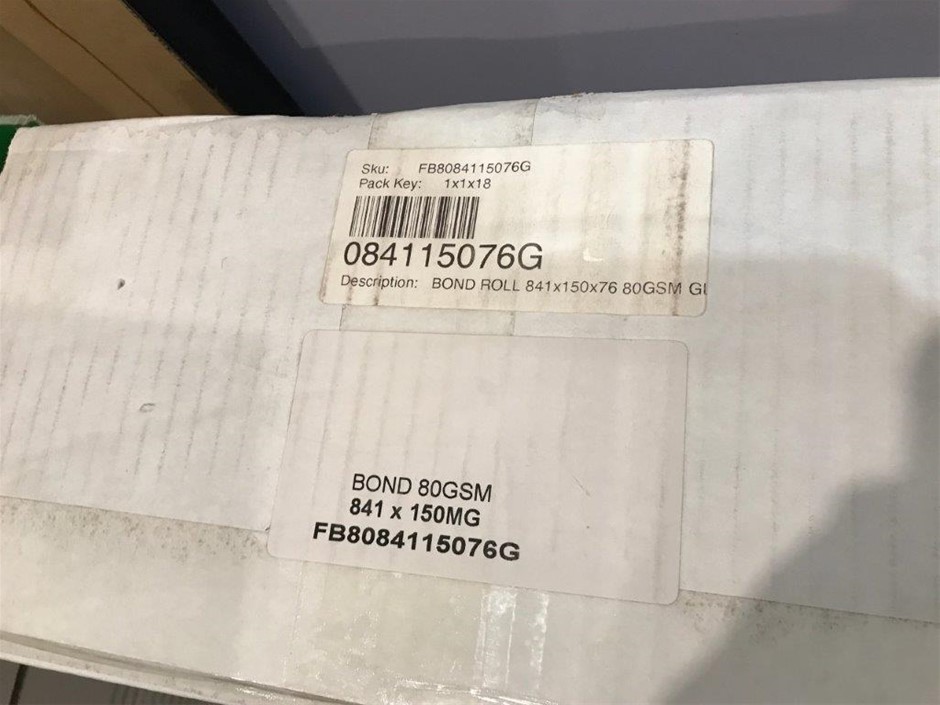 Sku: FB8084115076G
Pack Key: 1x1x18
084115076G
Description: BOND ROLL 841x150x76 80GSM
BOND 80GSM
841 x 150MG
FB8084115076G